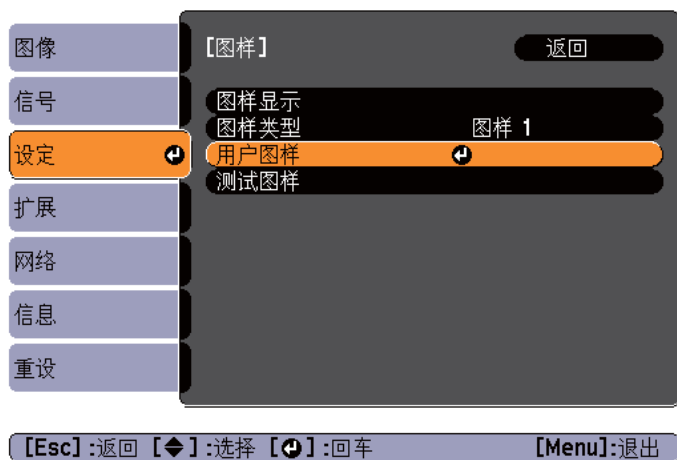 图像
信号
设定
扩展
网络
信息
重设
[图样] 返回
图样显示
图样类型 图样 1
用户图样
测试图样
[Esc]:返回 [◆]:选择 [↵]:回车 [Menu]:退出